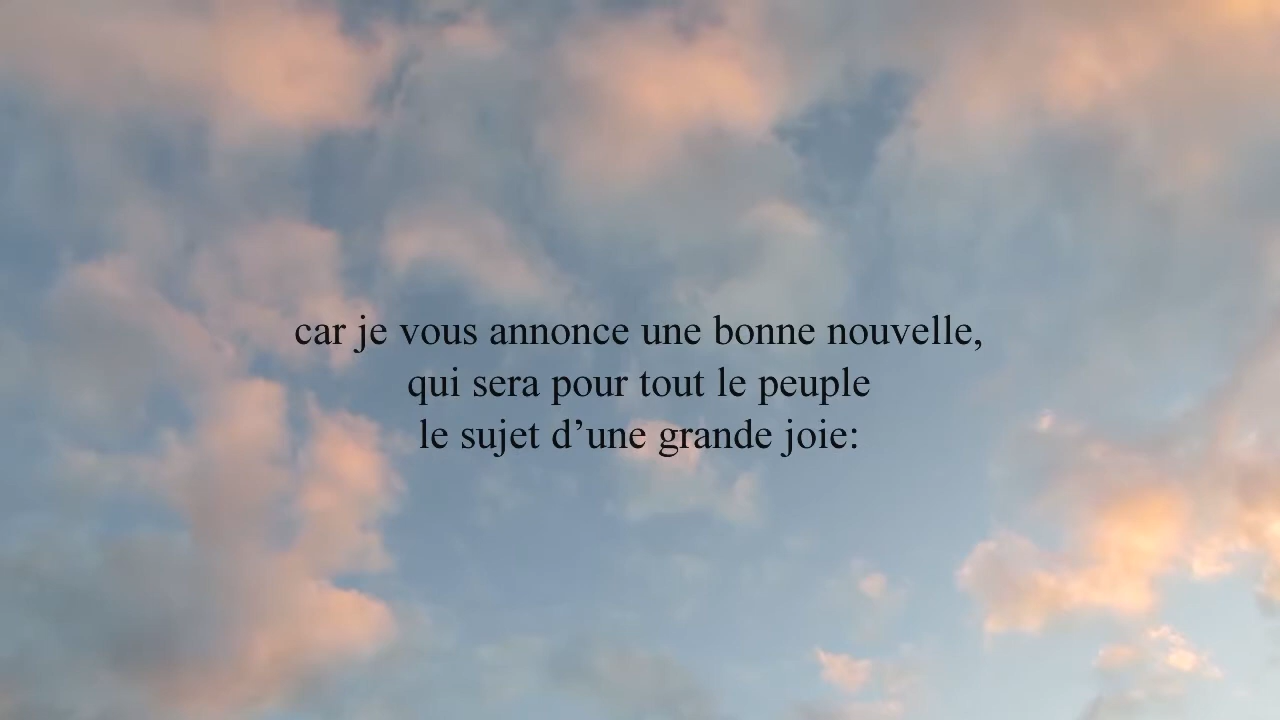 car je vous annonce une bonne nouvelle,
qui sera pour tout le peuple
le sujet d’une grande joie: